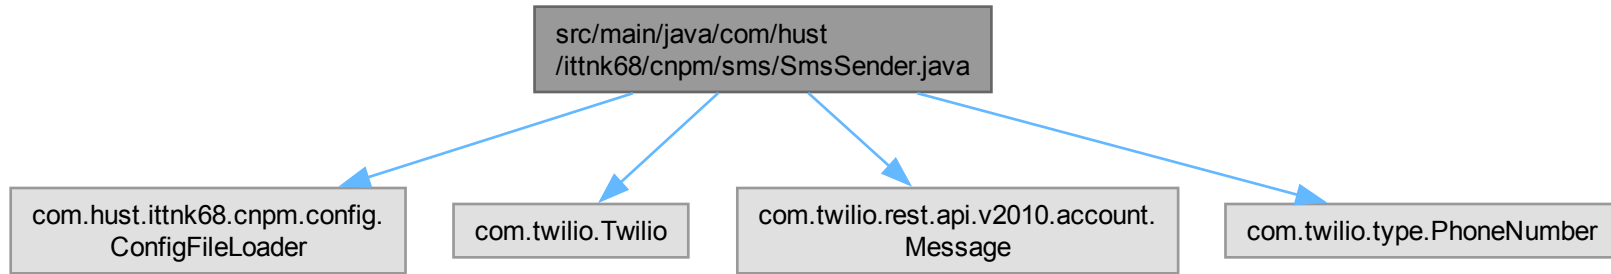 src/main/java/com/hust
/ittnk68/cnpm/sms/SmsSender.java
com.hust.ittnk68.cnpm.config.
ConfigFileLoader
com.twilio.Twilio
com.twilio.rest.api.v2010.account.
Message
com.twilio.type.PhoneNumber